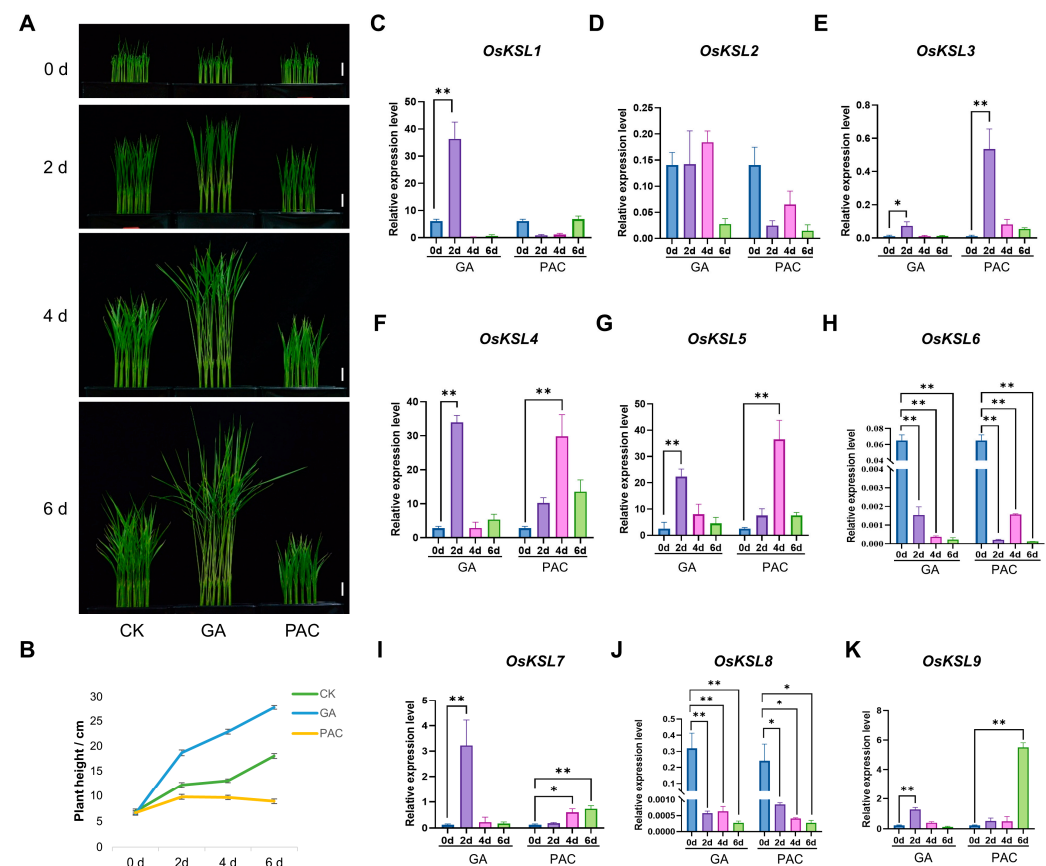 A
0 d
2 d
4 d
6 d
CK GA PAC
B
Plant height / cm
30
25
20
15
10
5
0
0 d 2d 4 d 6 d
CK
GA
PAC
C
OsKSL1
Relative expression level
50
40
30
20
10
0
**
0d 2d 4d 6d 0d 2d 4d 6d
GA PAC
D
OsKSL2
Relative expression level
0.25
0.20
0.15
0.10
0.05
0.00
0d 2d 4d 6d 0d 2d 4d 6d
GA PAC
E
OsKSL3
Relative expression level
0.8
0.6
0.4
0.2
0.0
* **
0d 2d 4d 6d 0d 2d 4d 6d
GA PAC
F
OsKSL4
Relative expression level
40
30
20
10
0
** **
0d 2d 4d 6d 0d 2d 4d 6d
GA PAC
G
OsKSL5
Relative expression level
50
40
30
20
10
0
** **
0d 2d 4d 6d 0d 2d 4d 6d
GA PAC
H
OsKSL6
Relative expression level
0.08
0.06
0.04
0.004
0.003
0.002
0.001
0.000
** **
** **
** **
0d 2d 4d 6d 0d 2d 4d 6d
GA PAC
I
OsKSL7
Relative expression level
6
4
3
2
1
0
** * **
0d 2d 4d 6d 0d 2d 4d 6d
GA PAC
J
OsKSL8
Relative expression level
0.5
0.4
0.3
0.2
0.1
0.0010
0.0005
0.0000
** *
** *
** *
0d 2d 4d 6d 0d 2d 4d 6d
GA PAC
K
OsKSL9
Relative expression level
8
6
4
2
0
** **
0d 2d 4d 6d 0d 2d 4d 6d
GA PAC